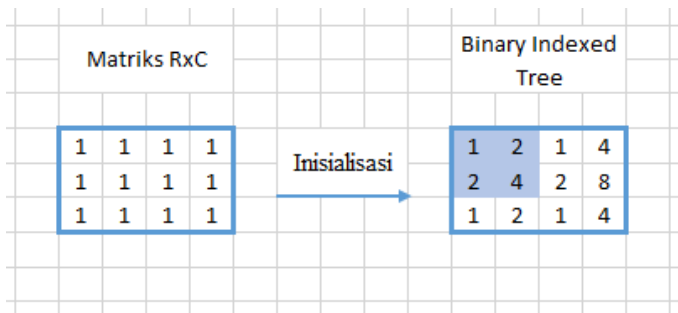 Matriks RxC
Binary Indexed
Tree
1 1 1 1
1 1 1 1
1 1 1 1
Inisialisasi
1 2 1 4
2 4 2 8
1 2 1 4